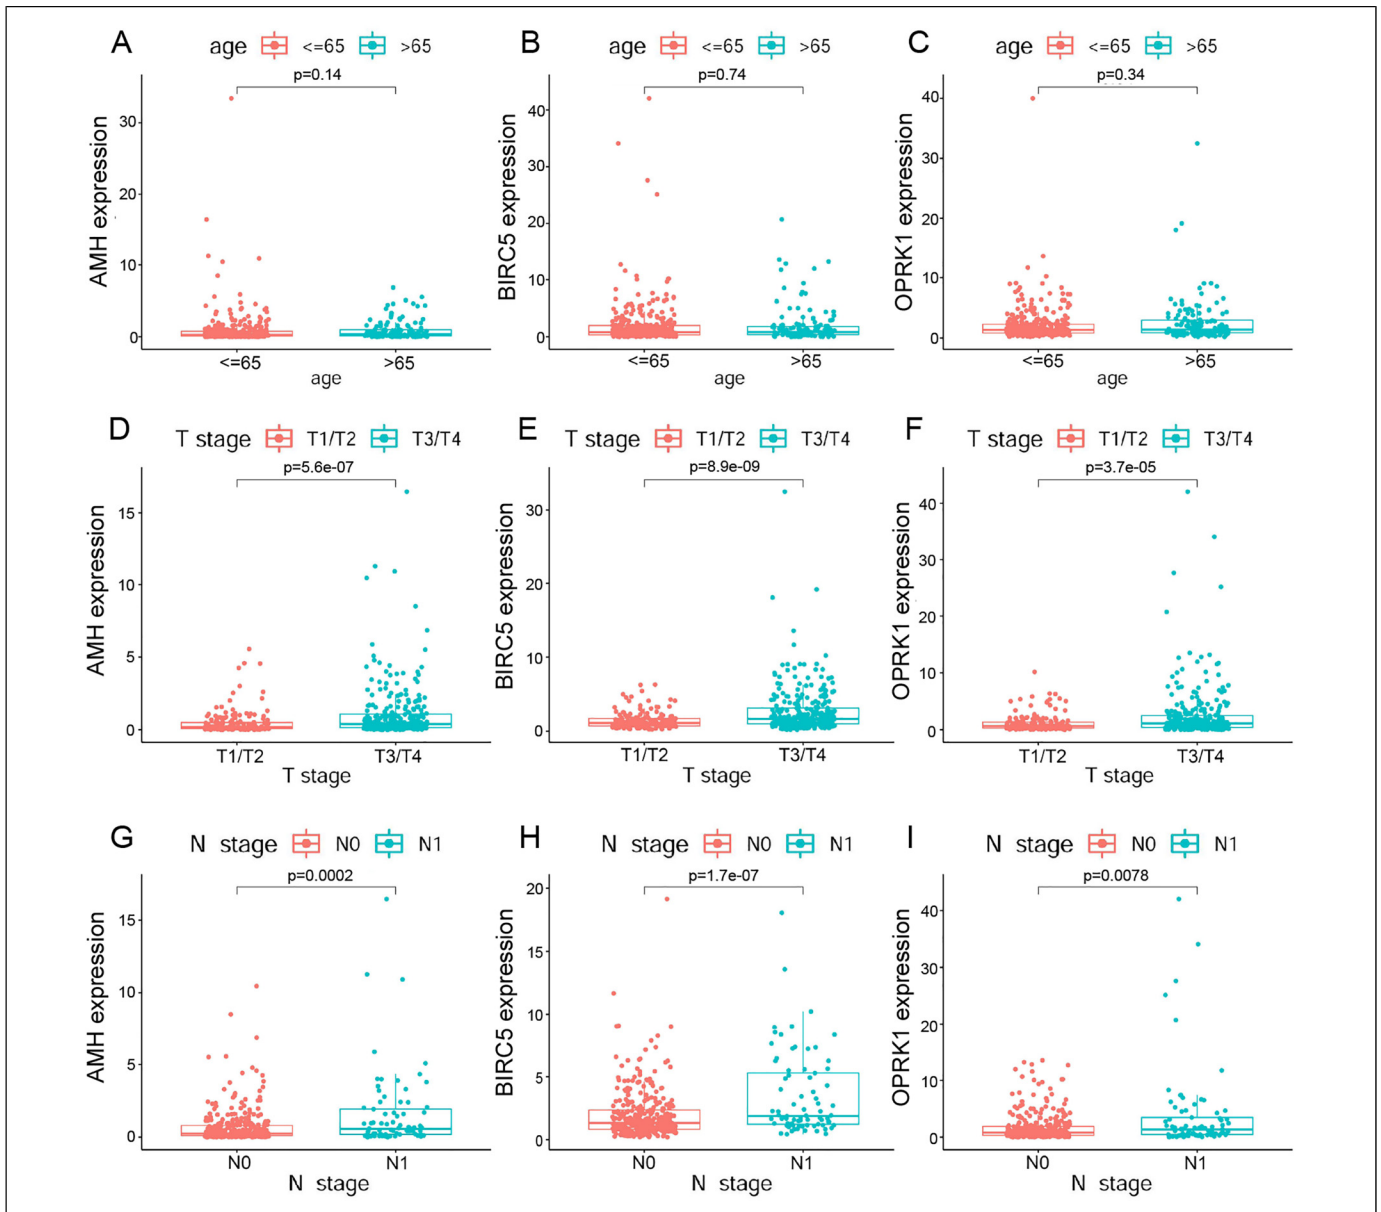 A
age <=65 >65
p=0.14
AMH expression
30
20
10
0
<=65 >65
age
B
age <=65 >65
p=0.74
BIRC5 expression
40
30
20
10
0
<=65 >65
age
C
age <=65 >65
p=0.34
OPRK1 expression
40
30
20
10
0
<=65 >65
age
D
T stage T1/T2 T3/T4
p=5.6e-07
AMH expression
15
10
5
0
T1/T2 T3/T4
T stage
E
T stage T1/T2 T3/T4
p=8.9e-09
BIRC5 expression
30
20
10
0
T1/T2 T3/T4
T stage
F
T stage T1/T2 T3/T4
p=3.7e-05
OPRK1 expression
40
30
20
10
0
T1/T2 T3/T4
T stage
G
N stage N0 N1
p=0.0002
AMH expression
15
10
5
0
N0 N1
N stage
H
N stage N0 N1
p=1.7e-07
BIRC5 expression
20
15
10
5
0
N0 N1
N stage
I
N stage N0 N1
p=0.0078
OPRK1 expression
40
30
20
10
0
N0 N1
N stage